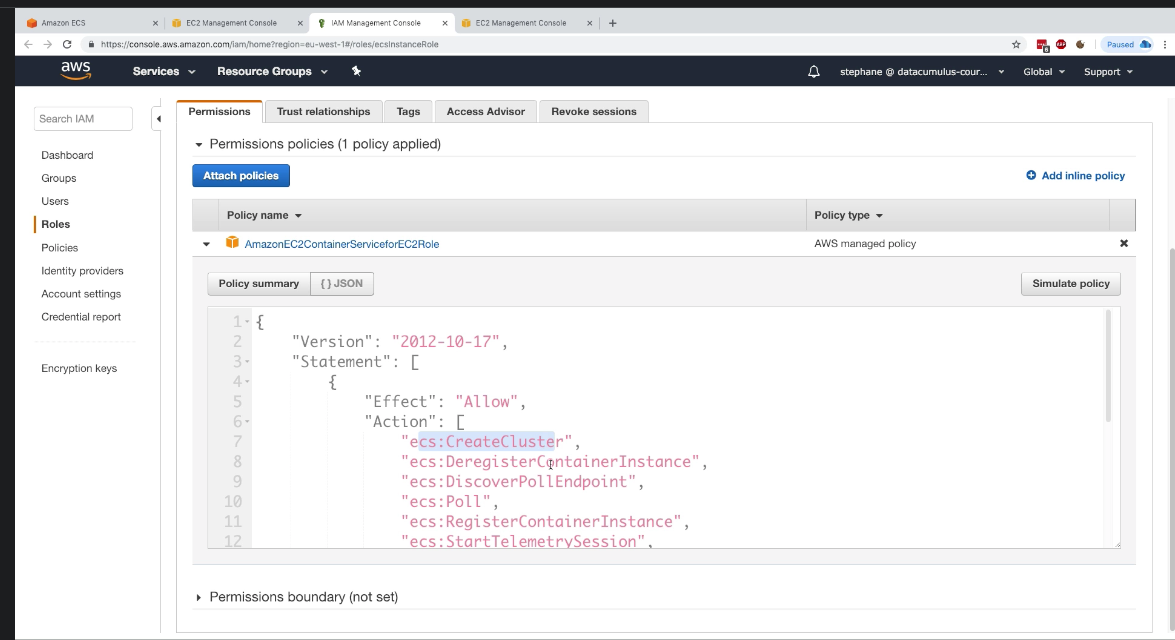 Amazon ECS
EC2 Management Console
IAM Management Console
EC2 Management Console
https://console.aws.amazon.com/iam/home?region=eu-west-1#/roles/ecsInstanceRole
Paused
aws
Services
Resource Groups
stephane @ datacumulus-cour...
Global
Support
Search IAM
Dashboard
Groups
Users
Roles
Policies
Identity providers
Account settings
Credential report
Encryption keys
Permissions
Trust relationships
Tags
Access Advisor
Revoke sessions
Permissions policies (1 policy applied)
Attach policies
Add inline policy
Policy name
Policy type
AmazonEC2ContainerServiceforEC2Role
AWS managed policy
Policy summary
{ } JSON
Simulate policy
1 {
2 "Version": "2012-10-17",
3 "Statement": [
4 {
5 "Effect": "Allow",
6 "Action": [
7 "ecs:CreateCluster",
8 "ecs:DeregisterContainerInstance",
9 "ecs:DiscoverPollEndpoint",
10 "ecs:Poll",
11 "ecs:RegisterContainerInstance",
12 "ecs:StartTelemetrySession",
Permissions boundary (not set)